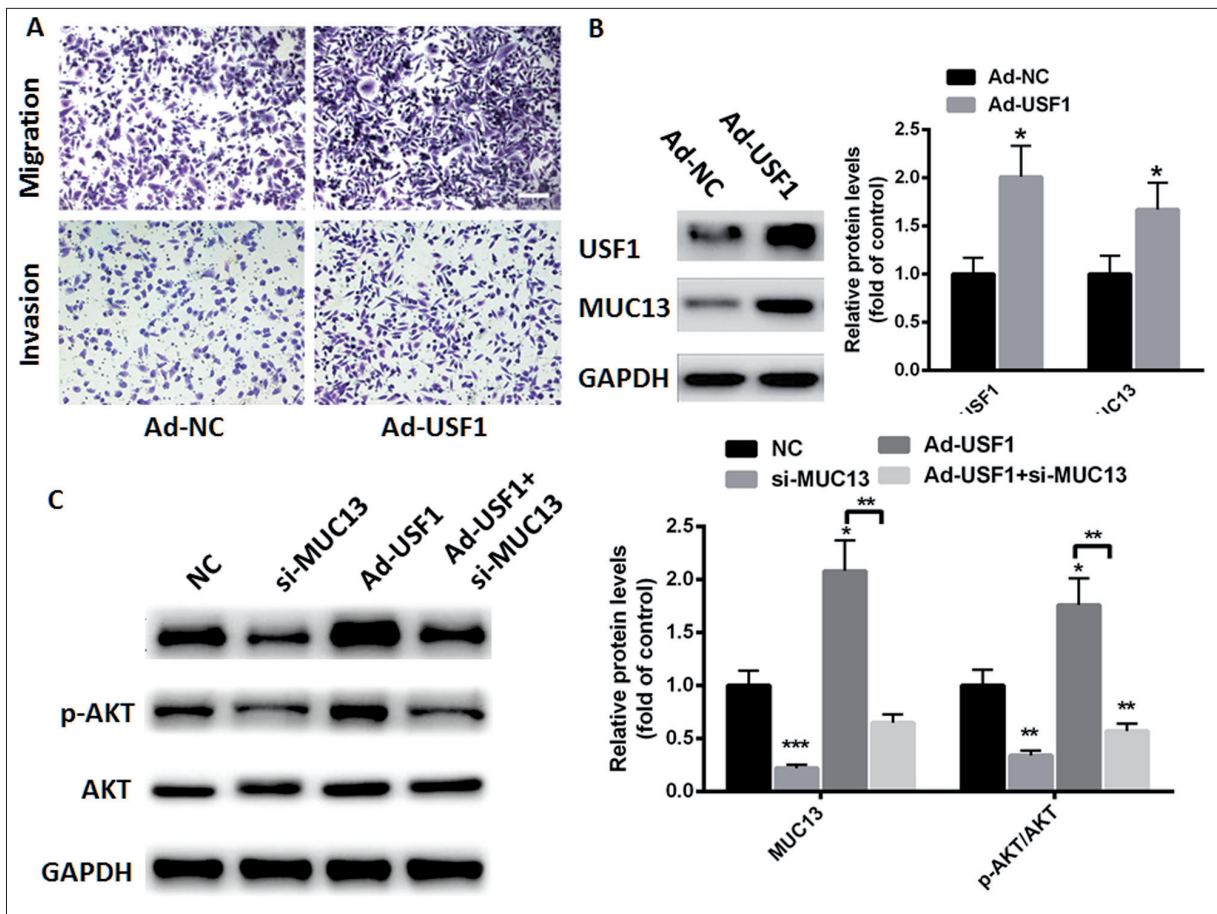 A
Migration
Invasion
Ad-NC
Ad-USF1
B
Ad-NC
Ad-USF1
USF1
MUC13
GAPDH
Ad-NC
Ad-USF1
Relative protein levels
(fold of control)
2.5
2.0
1.5
1.0
0.5
0.0
*
*
USF1
UC13
C
NC
si-MUC13
Ad-USF1
Ad-USF1+
si-MUC13
p-AKT
AKT
GAPDH
NC
si-MUC13
Ad-USF1
Ad-USF1+si-MUC13
Relative protein levels
(fold of control)
2.5
2.0
1.5
1.0
0.5
0.0
***
*
**
**
*
**
**
MUC13
p-AKT/AKT